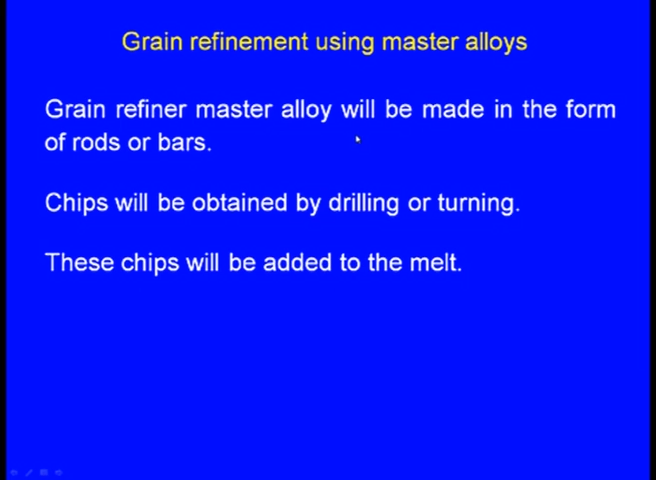 Grain refinement using master alloys
Grain refiner master alloy will be made in the form
of rods or bars.
Chips will be obtained by drilling or turning.
These chips will be added to the melt.